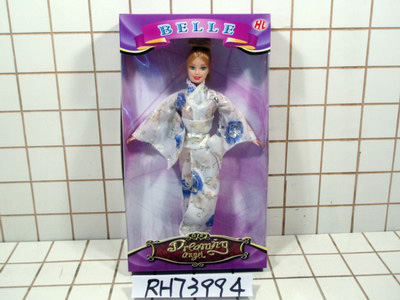 BELLE
HL
Dreaming
angel
RH73994